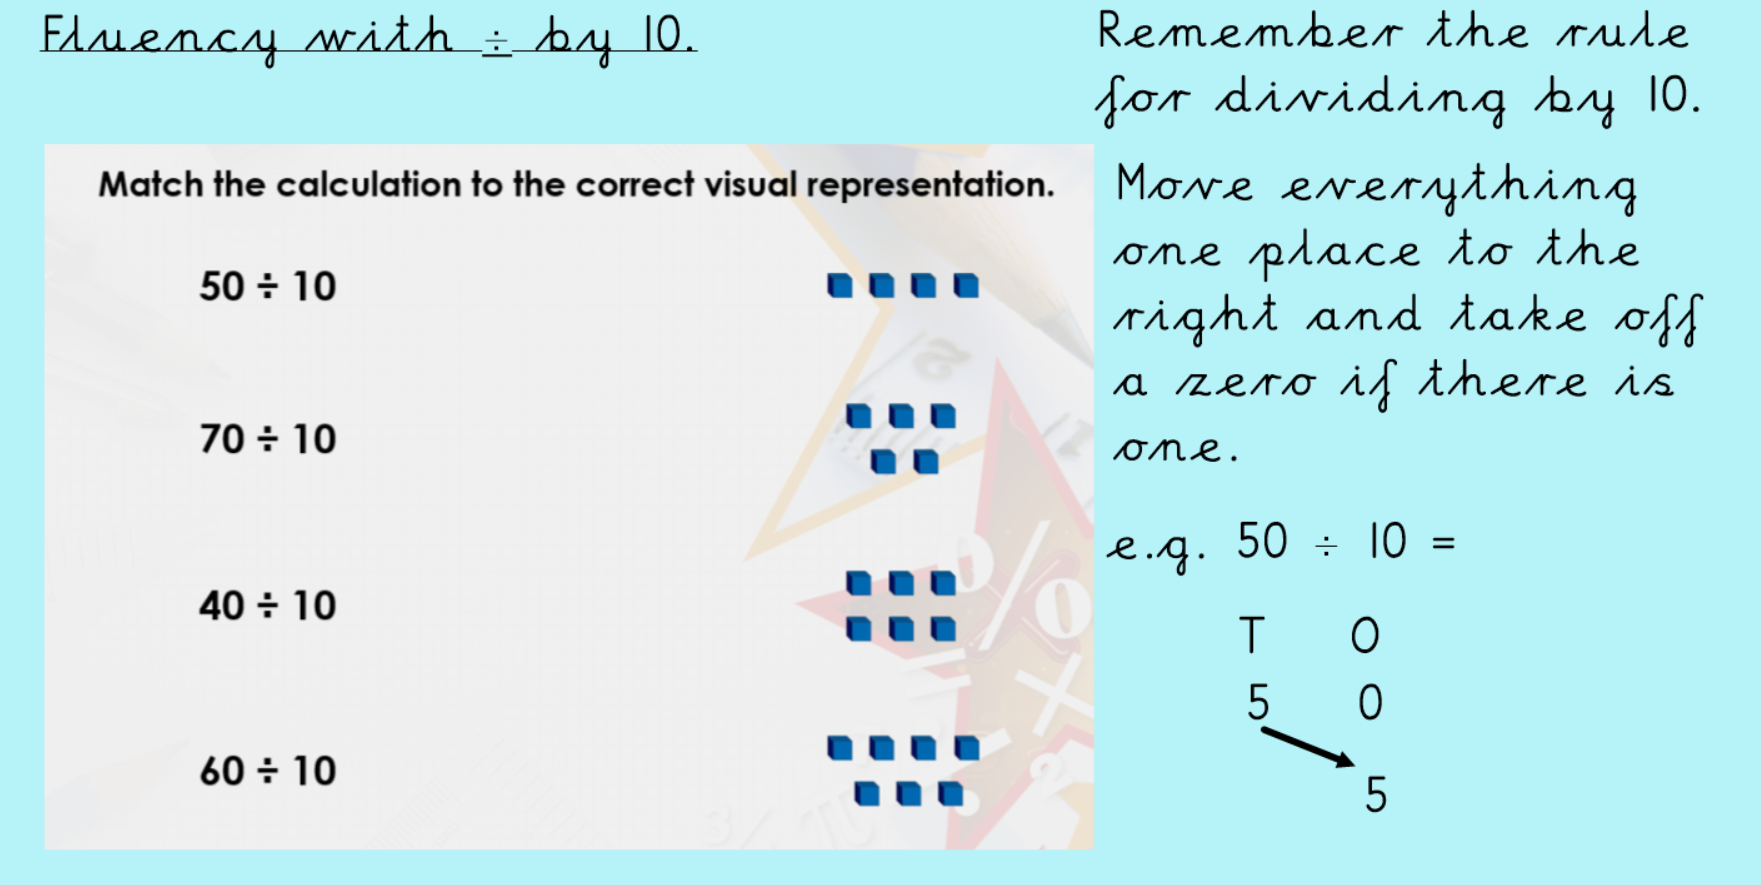 Fluency with ÷ by 10.
Match the calculation to the correct visual representation.
50 ÷ 10
70 ÷ 10
40 ÷ 10
60 ÷ 10
Remember the rule
for dividing by 10.
Move everything
one place to the
right and take off
a zero if there is
one.
e.g. 50 ÷ 10 =
T O
5 0
5